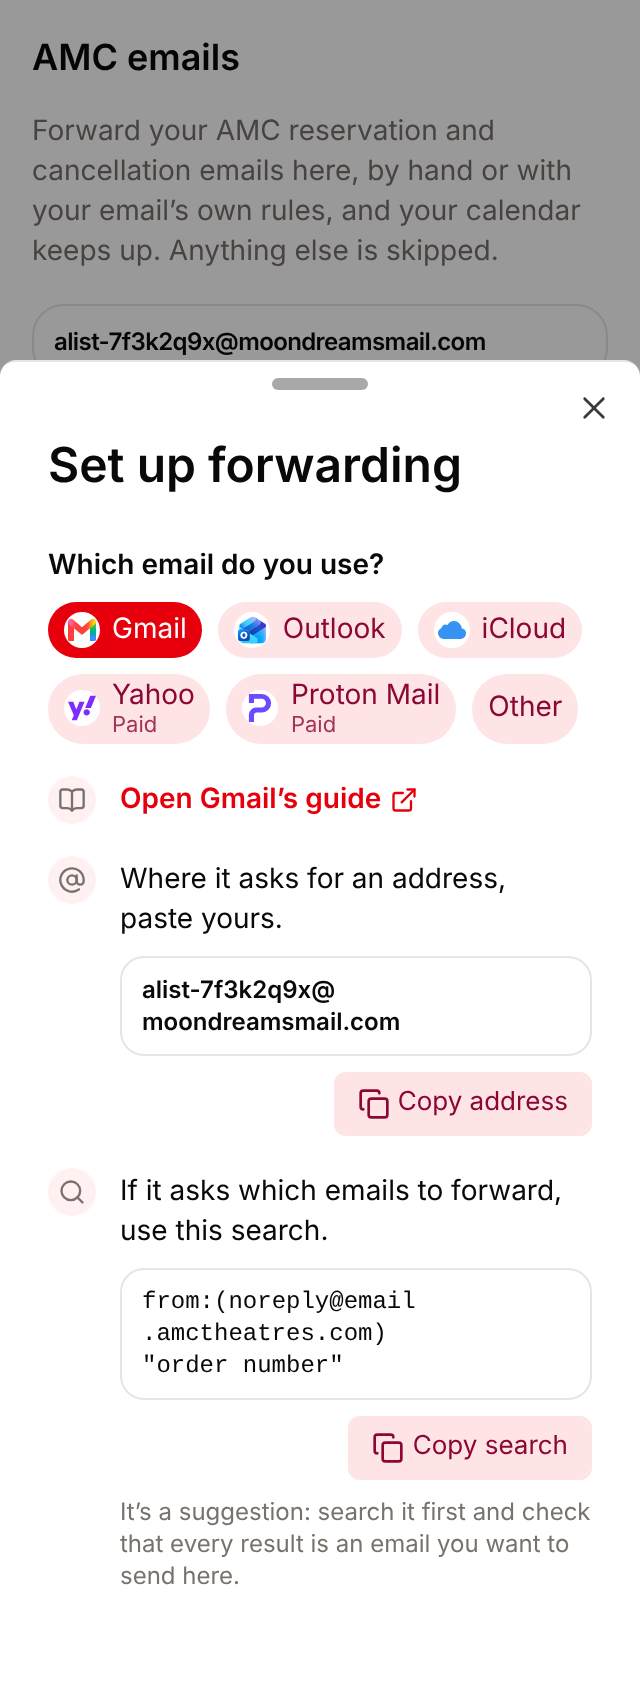 AMC emails
Forward your AMC reservation and
cancellation emails here, by hand or with
your email’s own rules, and your calendar
keeps up. Anything else is skipped.
alist-7f3k2q9x@moondreamsmail.com
Set up forwarding
Which email do you use?
Gmail
Outlook
iCloud
Yahoo
Paid
Proton Mail
Paid
Other
Open Gmail’s guide
Where it asks for an address,
paste yours.
alist-7f3k2q9x@
moondreamsmail.com
Copy address
If it asks which emails to forward,
use this search.
from:(noreply@email
.amctheatres.com)
"order number"
Copy search
It’s a suggestion: search it first and check
that every result is an email you want to
send here.